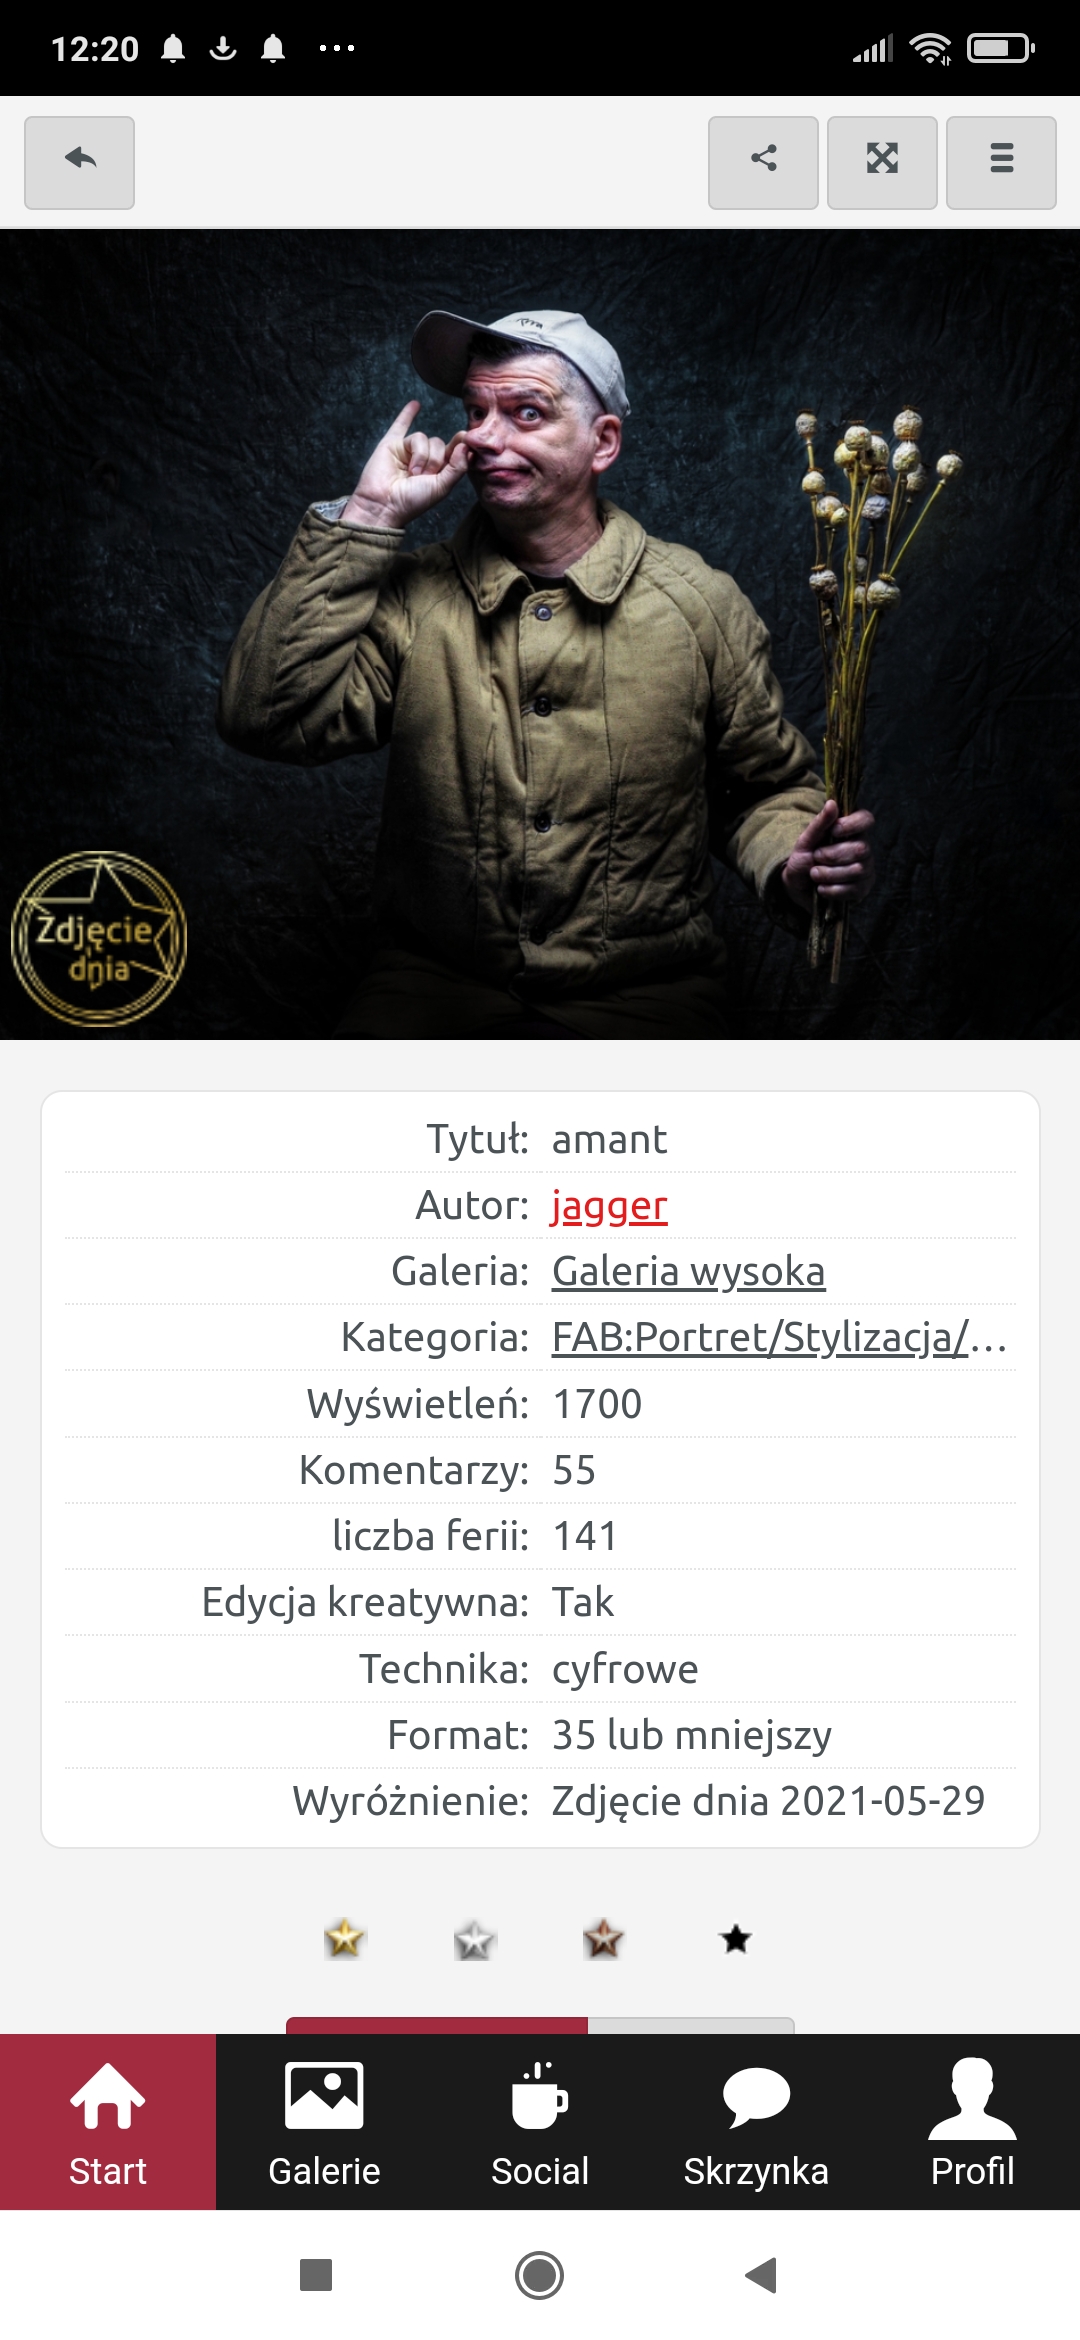 12:20
Zdjęcie
dnia
Tytuł: amant
Autor: jagger
Galeria: Galeria wysoka
Kategoria: FAB:Portret/Stylizacja/...
Wyświetleń: 1700
Komentarzy: 55
liczba ferii: 141
Edycja kreatywna: Tak
Technika: cyfrowe
Format: 35 lub mniejszy
Wyróżnienie: Zdjęcie dnia 2021-05-29
Start Galerie Social Skrzynka Profil